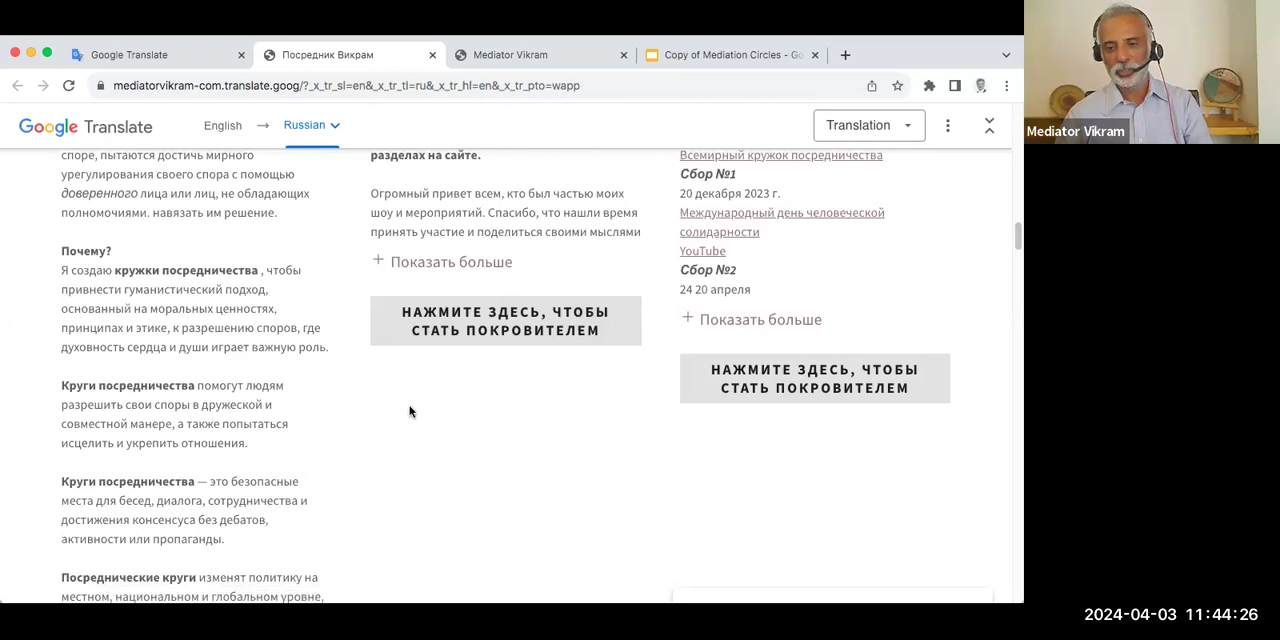 Google Translate
Посредник Викрам
Mediator Vikram
Copy of Mediation Circles - Go
mediatorvikram-com.translate.goog/?_x_tr_sl=en&_x_tr_tl=ru&_x_tr_hl=en&_x_tr_pto=wapp
Google Translate
English → Russian
Translation
споре, пытаются достичь мирного
урегулирования своего спора с помощью
доверенного лица или лиц, не обладающих
полномочиями. навязать им решение.
Почему?
Я создаю кружки посредничества , чтобы
привнести гуманистический подход,
основанный на моральных ценностях,
принципах и этике, к разрешению споров, где
духовность сердца и души играет важную роль.
Круги посредничества помогут людям
разрешить свои споры в дружеской и
совместной манере, а также попытаться
исцелить и укрепить отношения.
Круги посредничества — это безопасные
места для бесед, диалога, сотрудничества и
достижения консенсуса без дебатов,
активности или пропаганды.
Посреднические круги изменят политику на
местном, национальном и глобальном уровне,
разделах на сайте.
Огромный привет всем, кто был частью моих
шоу и мероприятий. Спасибо, что нашли время
принять участие и поделиться своими мыслями
+ Показать больше
НАЖМИТЕ ЗДЕСЬ, ЧТОБЫ
СТАТЬ ПОКРОВИТЕЛЕМ
Всемирный кружок посредничества
Сбор №1
20 декабря 2023 г.
Международный день человеческой
солидарности
YouTube
Сбор №2
24 20 апреля
+ Показать больше
НАЖМИТЕ ЗДЕСЬ, ЧТОБЫ
СТАТЬ ПОКРОВИТЕЛЕМ
Mediator Vikram
2024-04-03 11:44:26